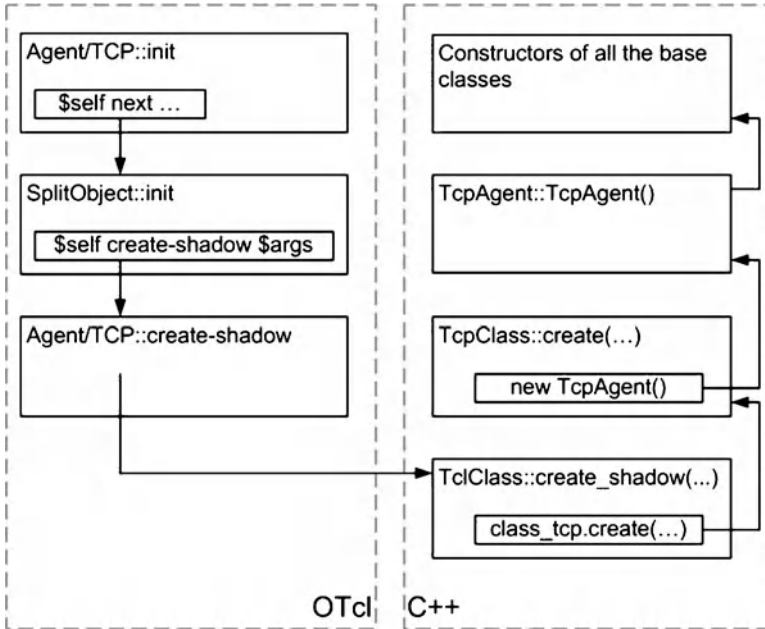 Agent/TCP::init
$self next …
SplitObject::init
$self create-shadow $args
Agent/TCP::create-shadow
OTcl
Constructors of all the base
classes
TcpAgent::TcpAgent()
TcpClass::create(…)
new TcpAgent()
TclClass::create_shadow(...)
class_tcp.create(…)
C++